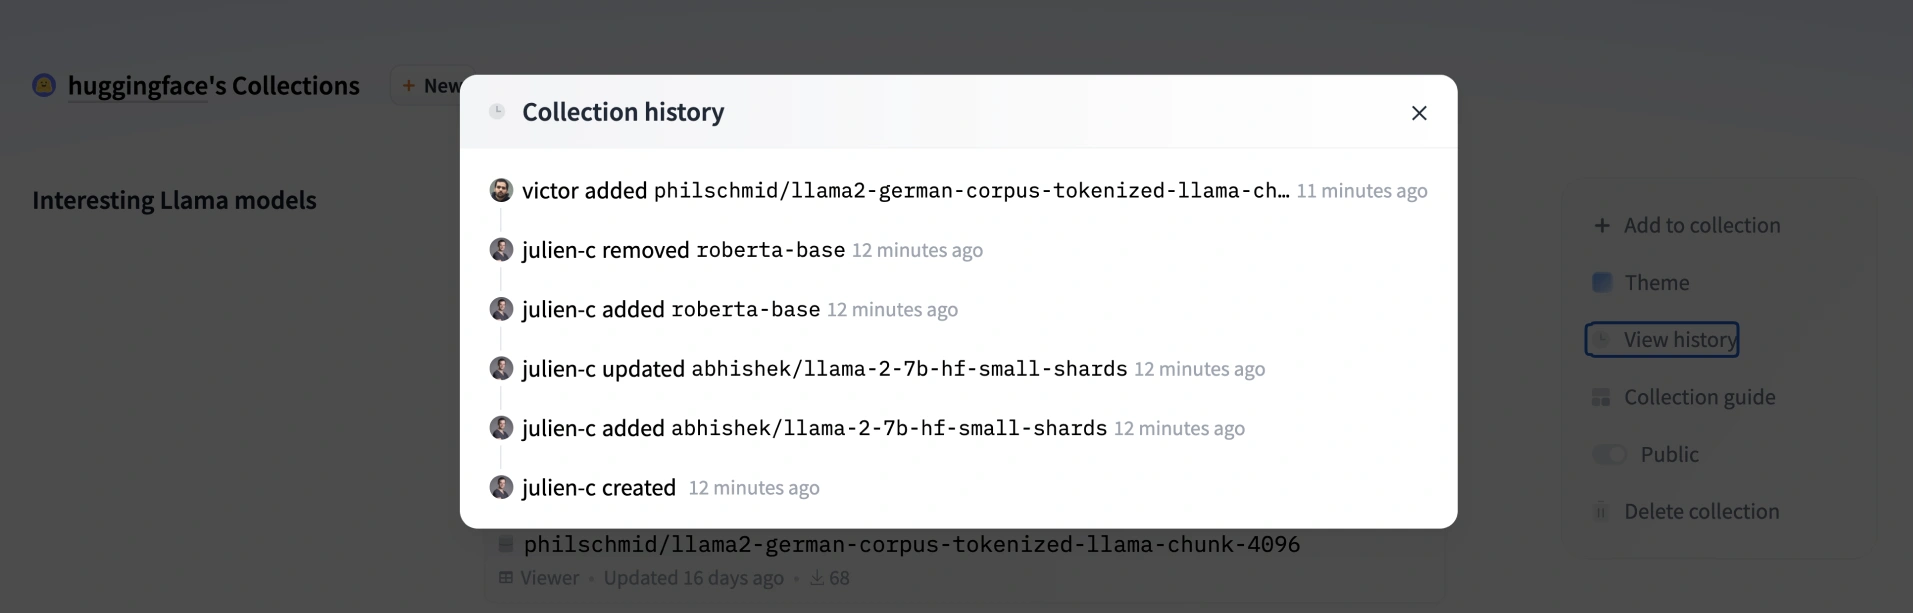 huggingface's Collections
+ New
Collection history
victor added philschmid/llama2-german-corpus-tokenized-llama-ch… 11 minutes ago
julien-c removed roberta-base 12 minutes ago
julien-c added roberta-base 12 minutes ago
julien-c updated abhishek/llama-2-7b-hf-small-shards 12 minutes ago
julien-c added abhishek/llama-2-7b-hf-small-shards 12 minutes ago
julien-c created 12 minutes ago
Interesting Llama models
+ Add to collection
Theme
View history
Collection guide
Public
Delete collection
philschmid/llama2-german-corpus-tokenized-llama-chunk-4096
Viewer • Updated 16 days ago • 68